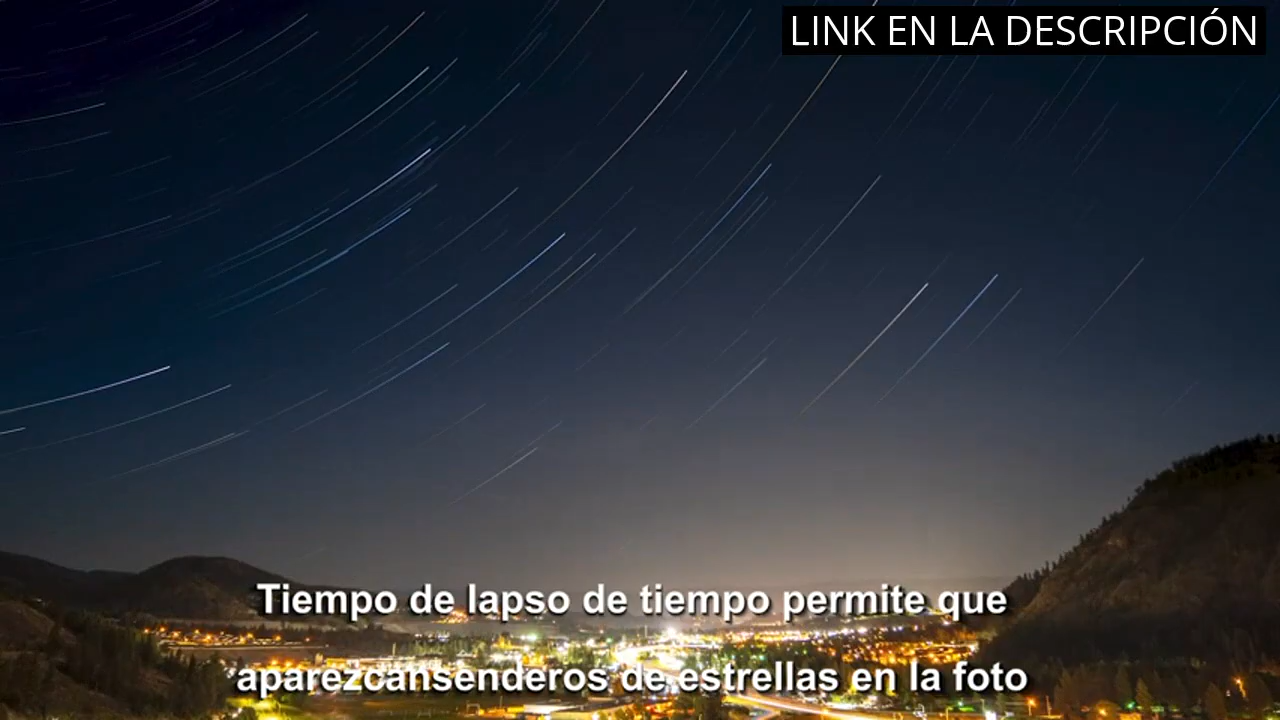 LINK EN LA DESCRIPCIÓN
Tiempo de lapso de tiempo permite que
aparezcansenderos de estrellas en la foto